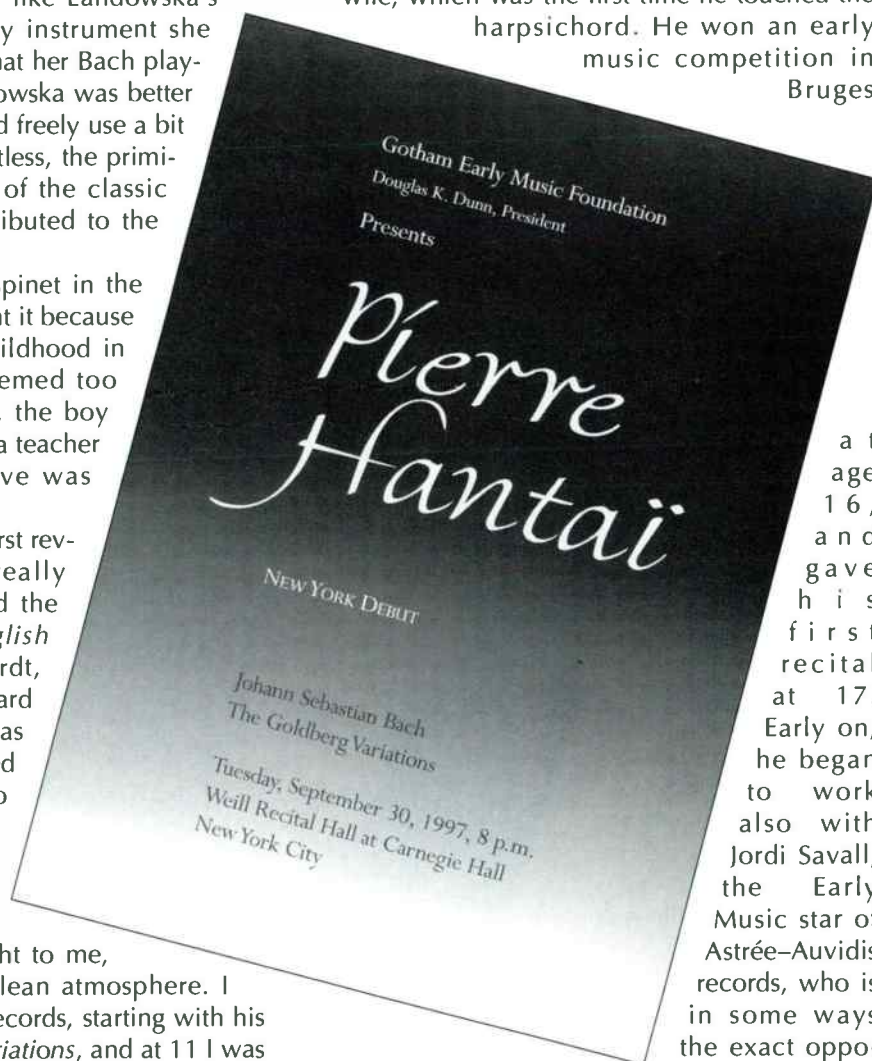 like Landowska's
y instrument she
at her Bach play-
owska was better
d freely use a bit
tless, the primi-
of the classic
ibuted to the
pinet in the
t it because
ildhood in
emed too
, the boy
a teacher
ve was
rst rev-
eally
d the
glish
rdt,
ard
as
d
o
ht to me,
lean atmosphere. I
ecords, starting with his
riations, and at 11 I was
Gotham Early Music Foundation
Douglas K. Dunn, President
Presents
Pierre
Hantaï
NEW YORK DEBUT
Johann Sebastian Bach
The Goldberg Variations
Tuesday, September 30, 1997, 8 p.m.
Weill Recital Hall at Carnegie Hall
New York City
wife, which was the first time he touched the
harpsichord. He won an early
music competition in
Bruges
at
age
16,
and
gave
his
first
recital
at 17
Early on,
he began
to work
also with
Jordi Savall,
the Early
Music star of
Astrée–Auvidis
records, who is
in some ways
the exact oppo-